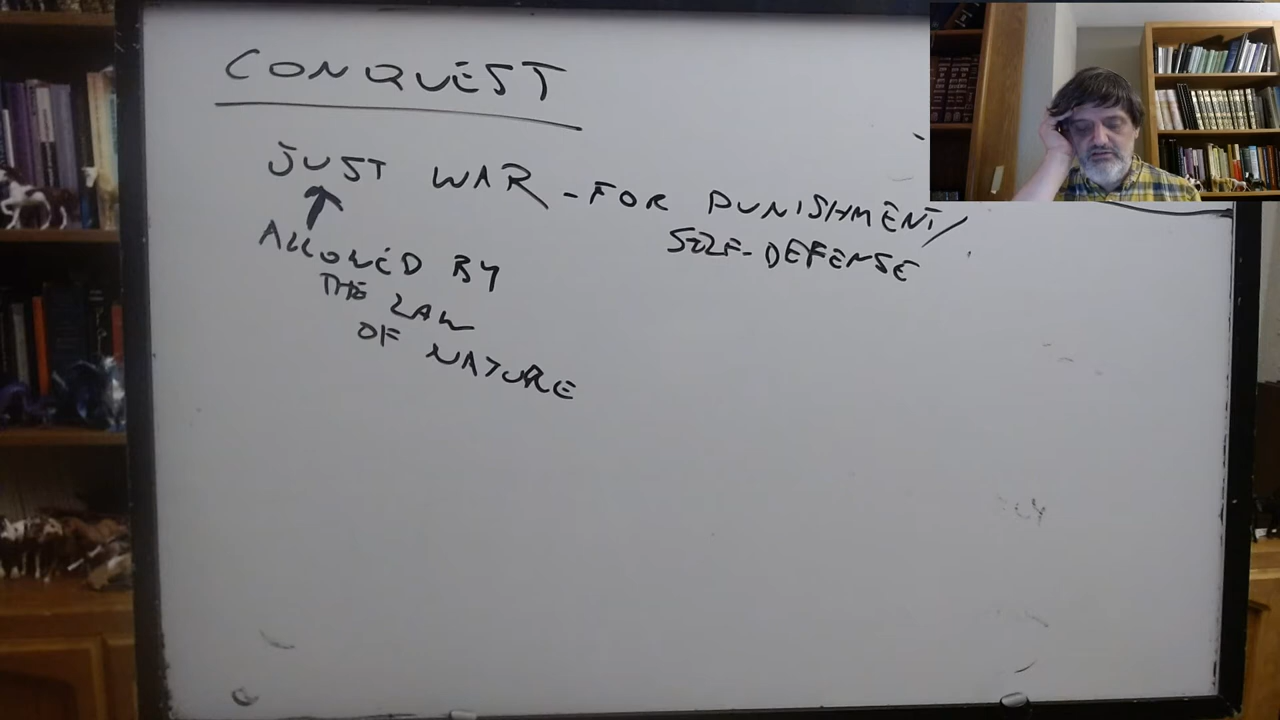 CONQUEST
JUST WAR - FOR PUNISHMENT/
SELF-DEFENSE
ALLOWED BY
THE LAW
OF NATURE